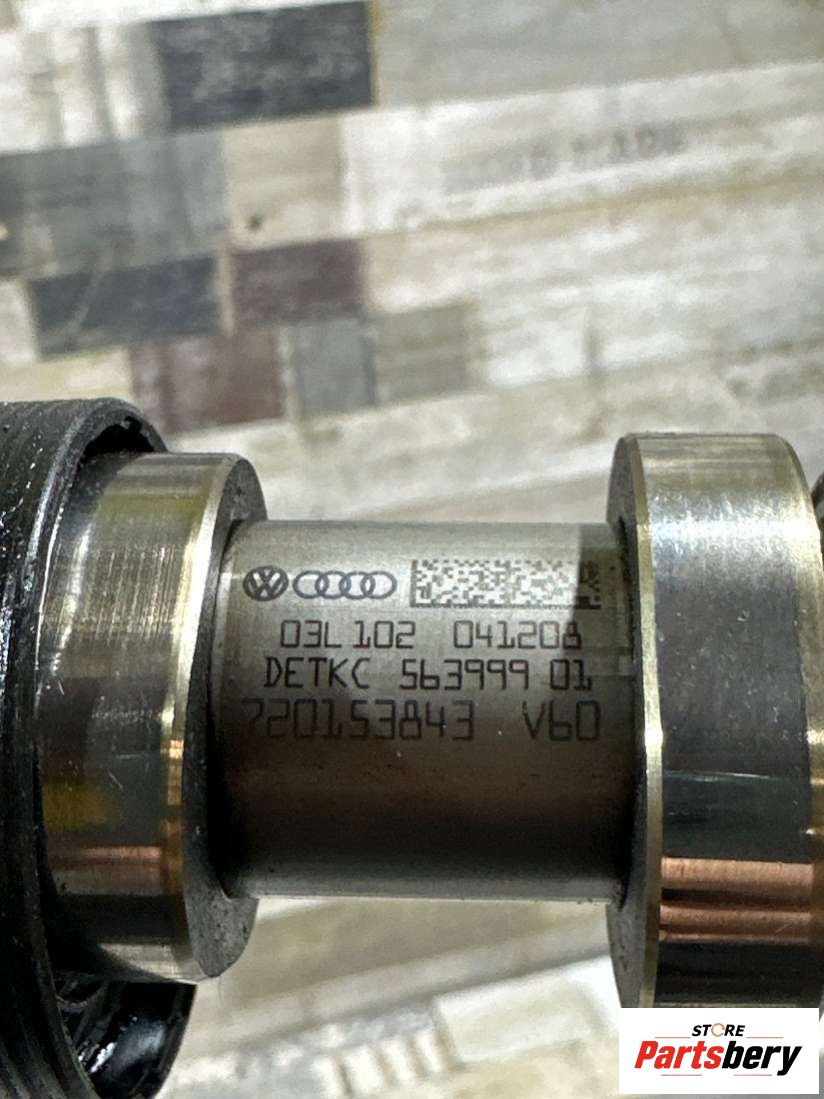 03L 102 041208
DETKC 563999 01
720153843 V60
STORE
Partsbery